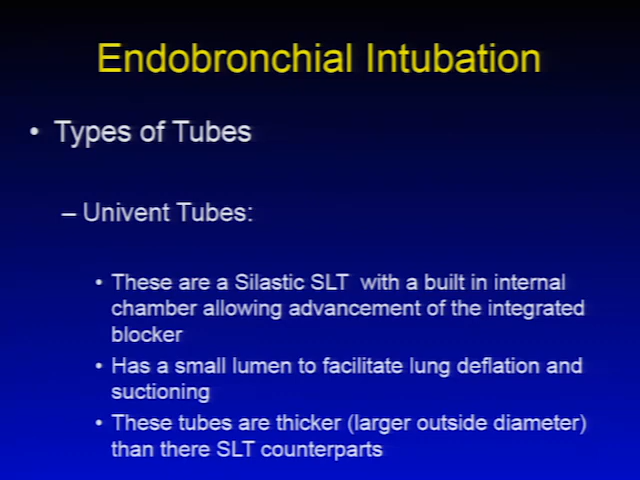 Endobronchial Intubation
• Types of Tubes
– Univent Tubes:
• These are a Silastic SLT with a built in internal
chamber allowing advancement of the integrated
blocker
• Has a small lumen to facilitate lung deflation and
suctioning
• These tubes are thicker (larger outside diameter)
than there SLT counterparts